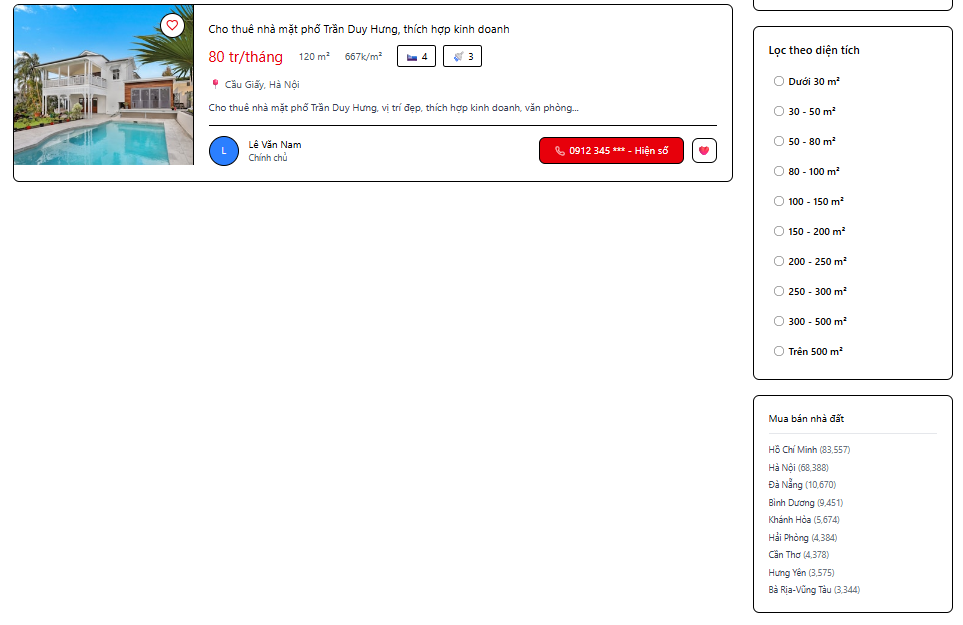 Cho thuê nhà mặt phố Trần Duy Hưng, thích hợp kinh doanh
80 tr/tháng 120 m² 667k/m² 4 3
Cầu Giấy, Hà Nội
Cho thuê nhà mặt phố Trần Duy Hưng, vị trí đẹp, thích hợp kinh doanh, văn phòng...
L
Lê Văn Nam
Chính chủ
0912 345 *** - Hiện số
Lọc theo diện tích
Dưới 30 m²
30 - 50 m²
50 - 80 m²
80 - 100 m²
100 - 150 m²
150 - 200 m²
200 - 250 m²
250 - 300 m²
300 - 500 m²
Trên 500 m²
Mua bán nhà đất
Hồ Chí Minh (83,557)
Hà Nội (68,388)
Đà Nẵng (10,670)
Bình Dương (9,451)
Khánh Hòa (5,674)
Hải Phòng (4,384)
Cần Thơ (4,378)
Hưng Yên (3,575)
Bà Rịa-Vũng Tàu (3,344)